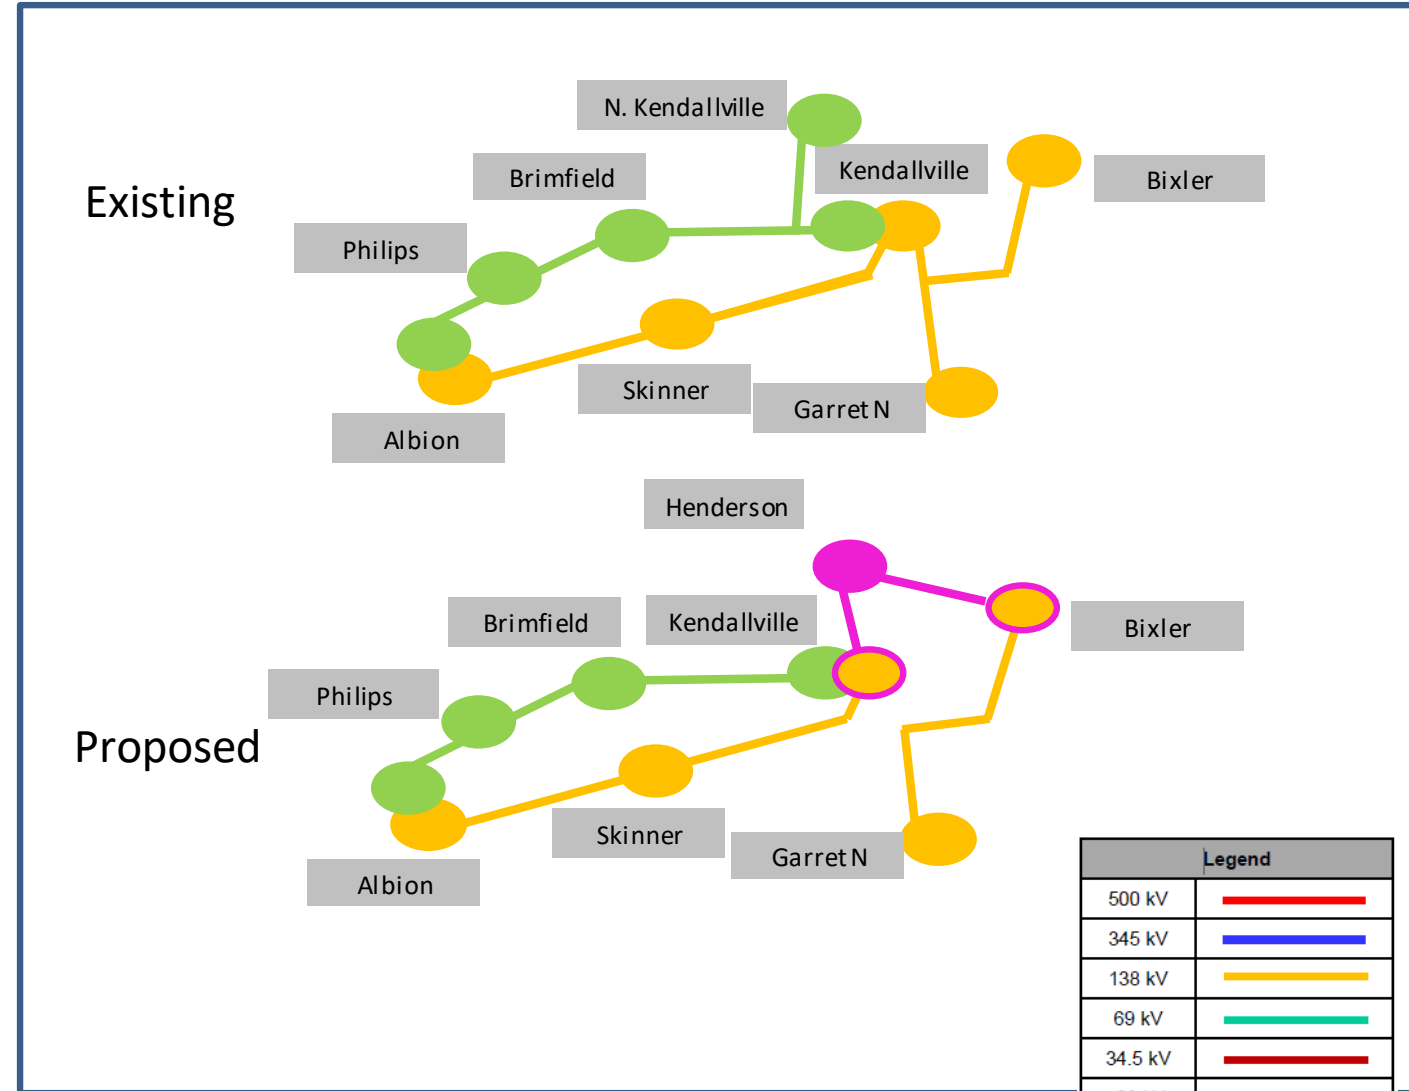 Existing
N. Kendallville
Brimfield
Kendallville
Bixler
Philips
Skinner
Garret N
Albion
Proposed
Henderson
Brimfield
Kendallville
Bixler
Philips
Skinner
Garret N
Albion
Legend
500 kV
345 kV
138 kV
69 kV
34.5 kV